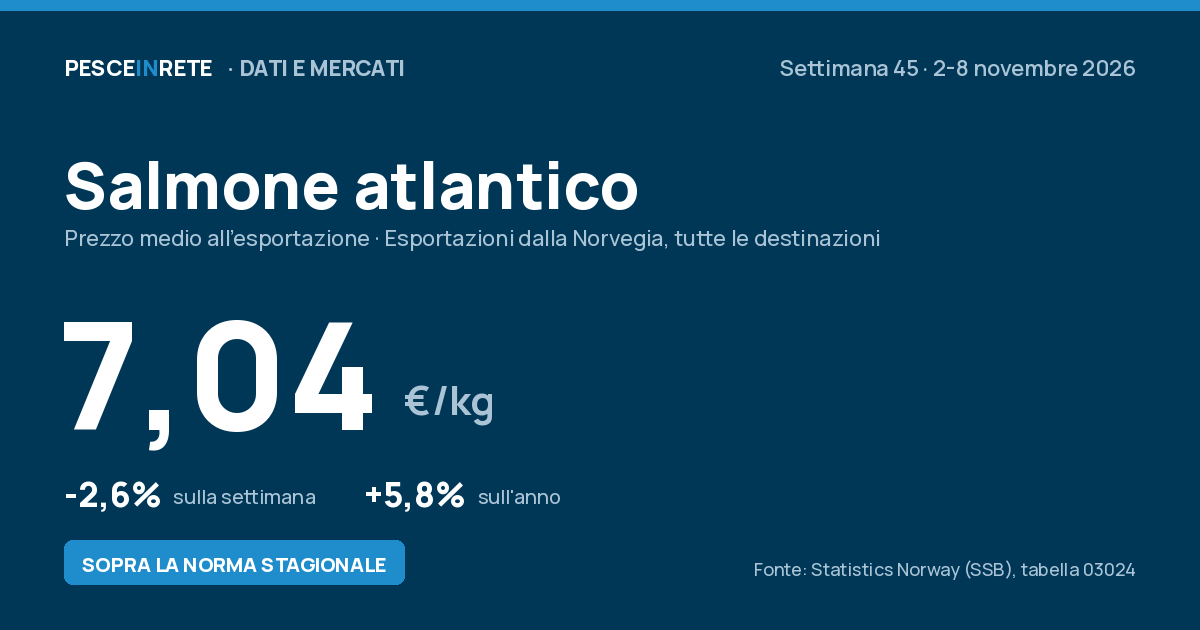 PESCEINRETE · DATI E MERCATI
Settimana 45 · 2-8 novembre 2026
Salmone atlantico
Prezzo medio all'esportazione · Esportazioni dalla Norvegia, tutte le destinazioni
7,04 €/kg
-2,6% sulla settimana +5,8% sull'anno
SOPRA LA NORMA STAGIONALE
Fonte: Statistics Norway (SSB), tabella 03024